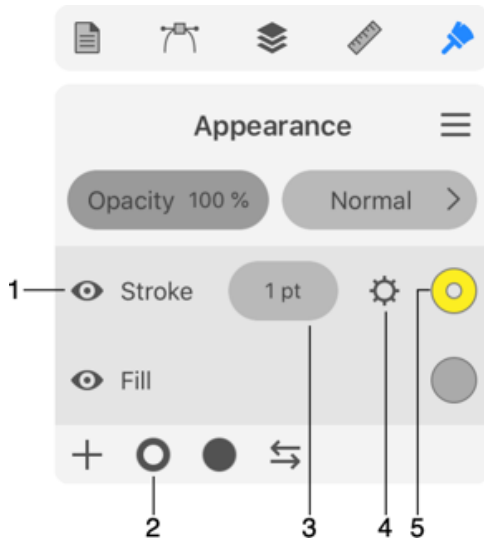 Appearance
Opacity 100 %
Normal
1
Stroke
1 pt
Fill
2
3
4
5